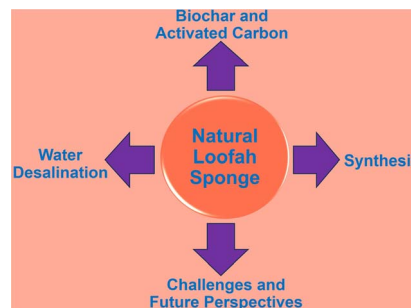 Biochar and
Activated Carbon
Natural
Loofah
Sponge
Water
Desalination
Synthesi
Challenges and
Future Perspectives